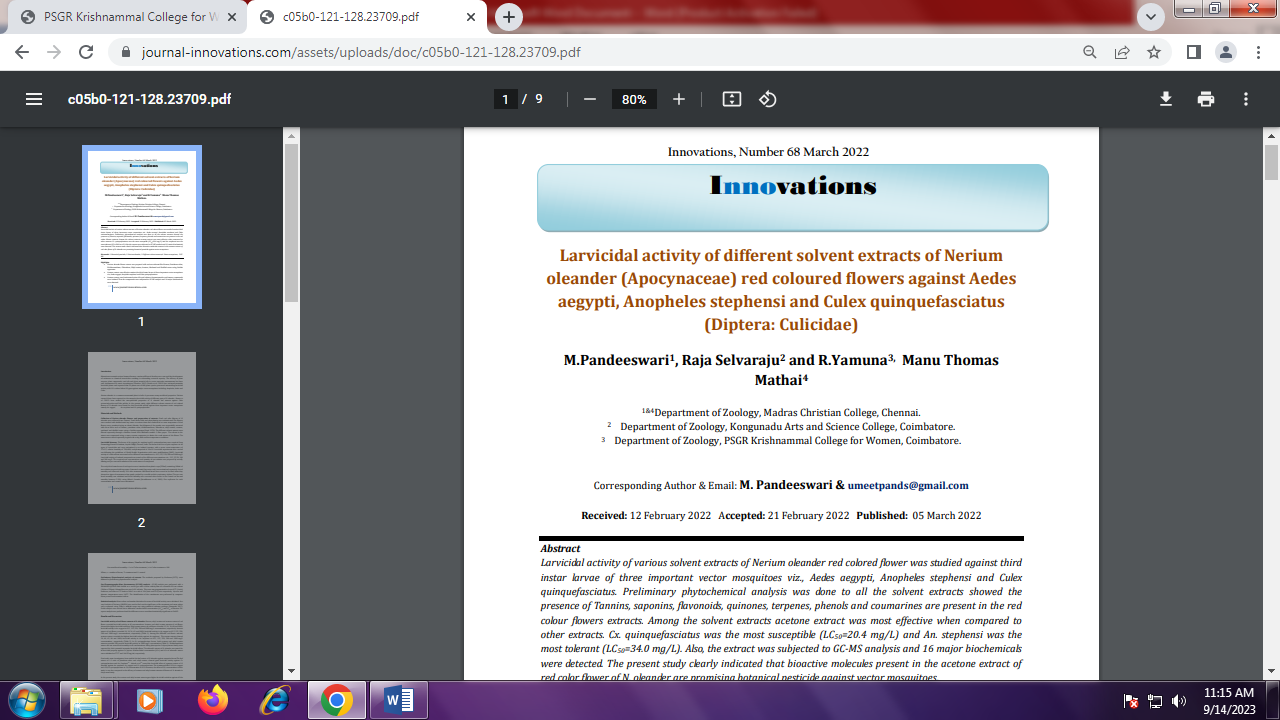 PSGR Krishnammal College for W
c05b0-121-128.23709.pdf
journal-innovations.com/assets/uploads/doc/c05b0-121-128.23709.pdf
c05b0-121-128.23709.pdf
1 / 9
80%
1
2
Innovations, Number 68 March 2022
Innovations
Larvicidal activity of different solvent extracts of Nerium
oleander (Apocynaceae) red coloured flowers against Aedes
aegypti, Anopheles stephensi and Culex quinquefasciatus
(Diptera: Culicidae)
M.Pandeeswari1, Raja Selvaraju2 and R.Yamuna3, Manu Thomas
Mathai4
1&4Department of Zoology, Madras Christian College, Chennai.
2 Department of Zoology, Kongunadu Arts and Science College, Coimbatore.
3 Department of Zoology, PSGR Krishnammal College for Women, Coimbatore.
Corresponding Author & Email: M. Pandeeswari & umeetpands@gmail.com
Received: 12 February 2022 Accepted: 21 February 2022 Published: 05 March 2022
Abstract
Larvicidal activity of various solvent extracts of Nerium oleander red colored flower was studied against third
instar larvae of three important vector mosquitoes viz., Aedes aegypti, Anopheles stephensi and Culex
quinquefasciatus. Preliminary phytochemical analysis was done to all the solvent extracts showed the
presence of Tannins, saponins, flavonoids, quinones, terpenes, phenols and coumarines are present in the red
colour flowers extracts. Among the solvent extracts acetone extract was most effective when compared to
other extracts. Cx. quinquefasciatus was the most susceptible (LC50=20.4 mg/L) and An. stephensi was the
most tolerant (LC50=34.0 mg/L). Also, the extract was subjected to GC-MS analysis and 16 major biochemicals
were detected. The present study clearly indicated that bioactive molecules present in the acetone extract of
red color flower of N. oleander are promising botanical pesticide against vector mosquitoes.
11:15 AM
9/14/2023